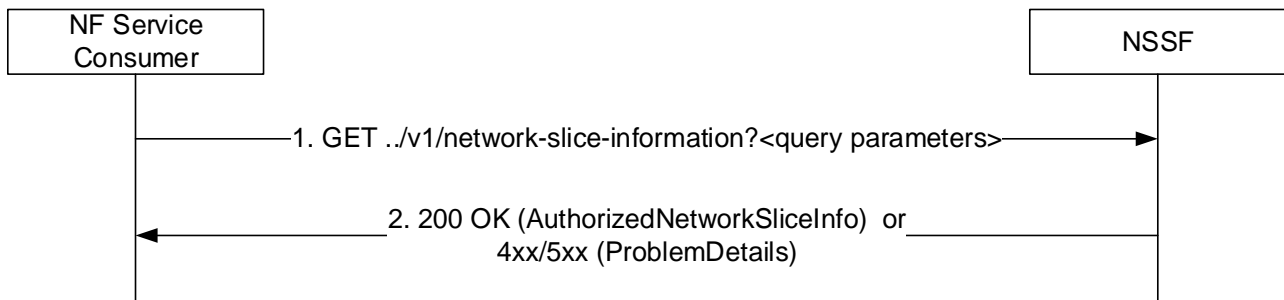 NF Service
Consumer
NSSF
1. GET ../v1/network-slice-information?<query parameters>
2. 200 OK (AuthorizedNetworkSliceInfo)  or
4xx/5xx (ProblemDetails)